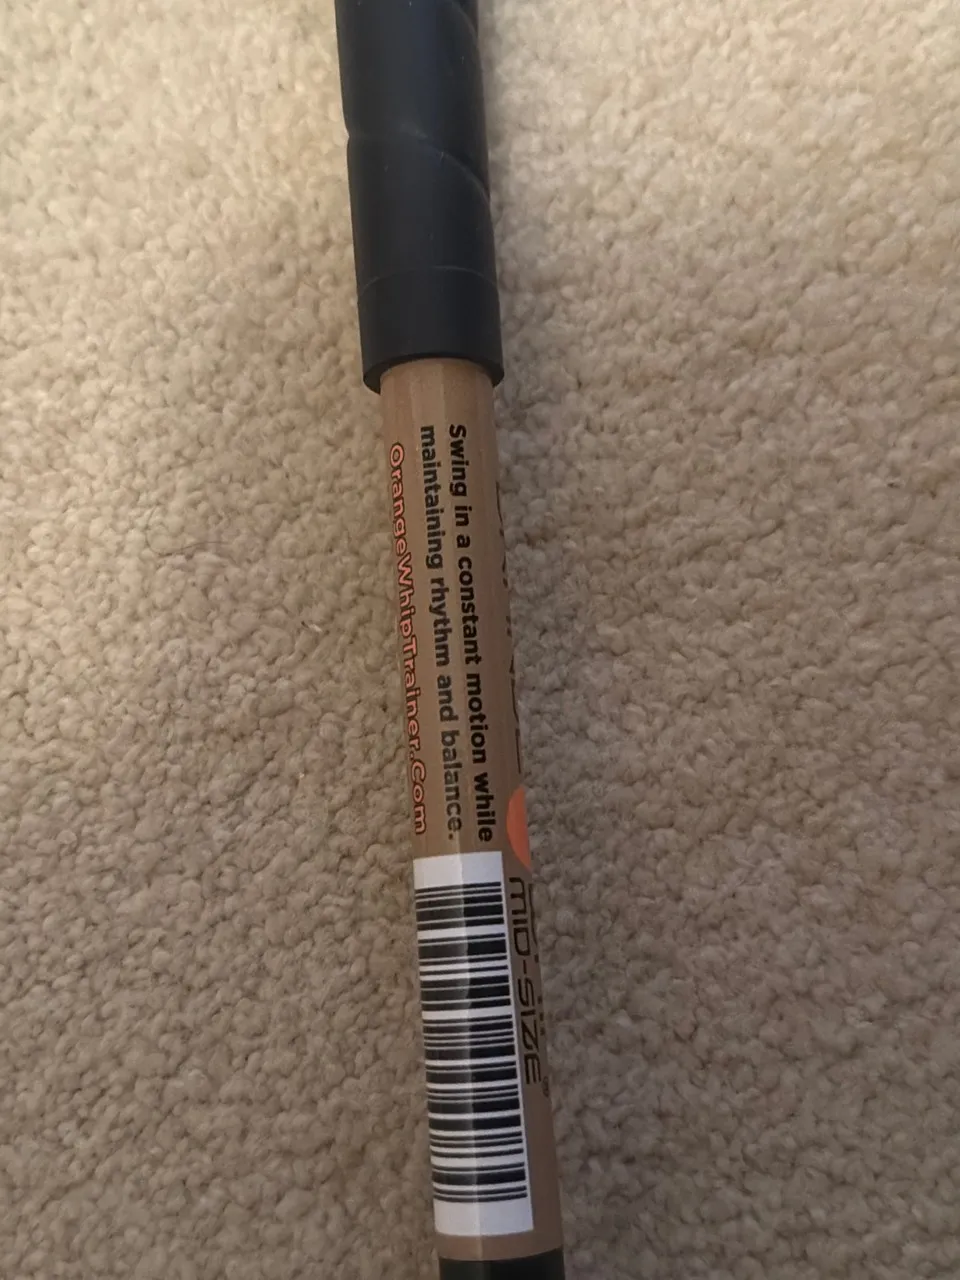 Swing in a constant motion while
maintaining rhythm and balance.
OrangeWhipTrainer.Com
MID-SIZE